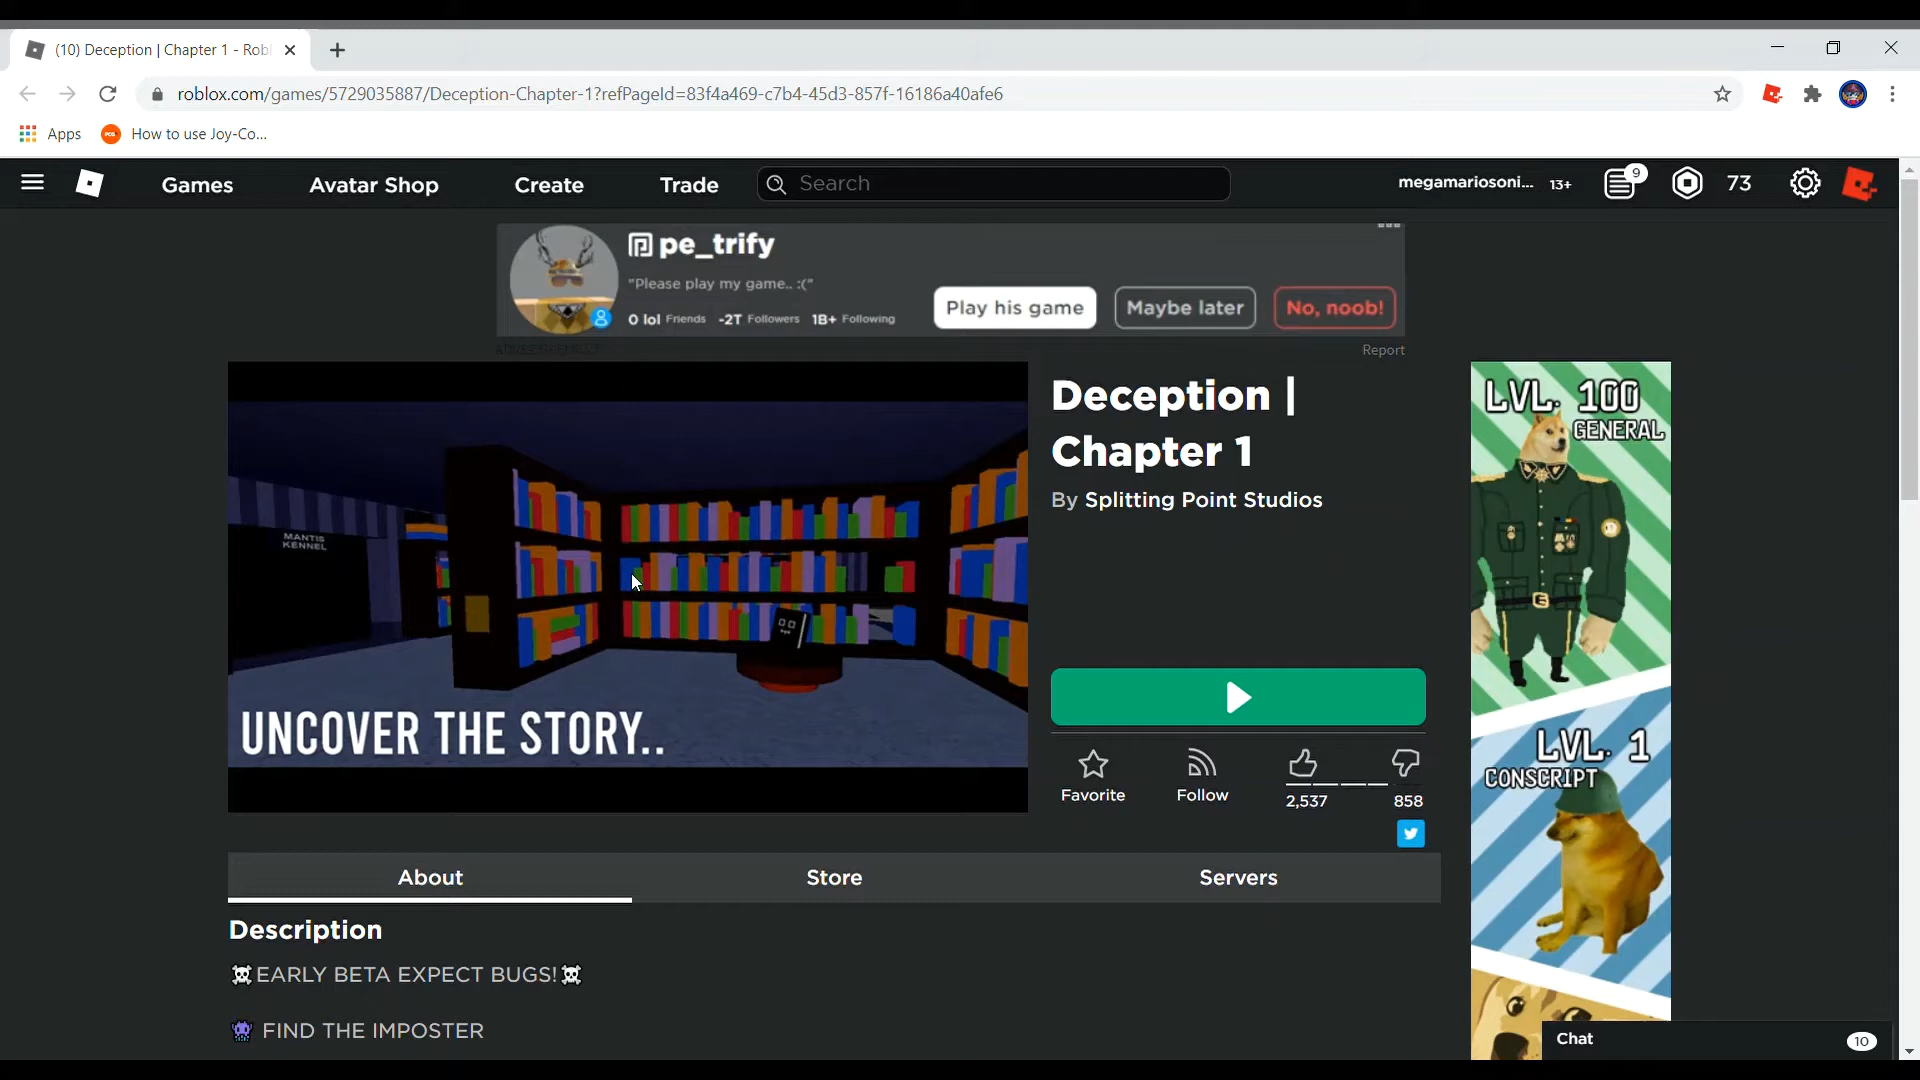 (10) Deception | Chapter 1 - Rob
roblox.com/games/5729035887/Deception-Chapter-1?refPageId=83f4a469-c7b4-45d3-857f-16186a40afe6
Apps
How to use Joy-Co...
Games
Avatar Shop
Create
Trade
Search
megamariosoni... 13+
9
73
pe_trify
"Please play my game.. :("
0 lol Friends -2T Followers 1B+ Following
Play his game
Maybe later
No, noob!
Report
MANTIS
KENNEL
UNCOVER THE STORY..
Deception |
Chapter 1
By Splitting Point Studios
Favorite
Follow
2,537
858
LVL. 100
GENERAL
LVL. 1
CONSCRIPT
About
Store
Servers
Description
☠️EARLY BETA EXPECT BUGS!☠️
👾 FIND THE IMPOSTER
Chat
10